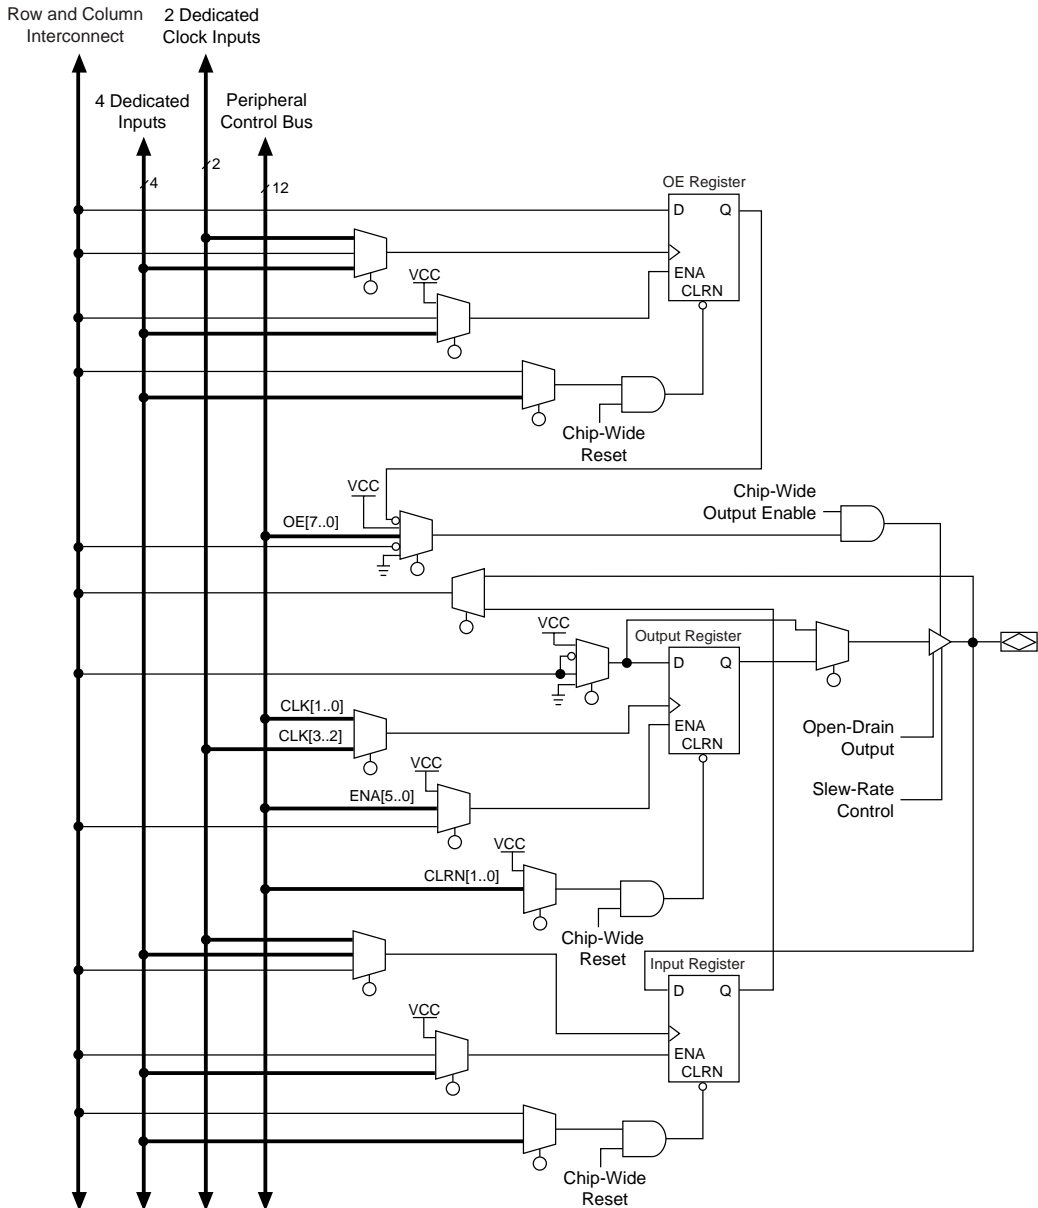 Row and Column
Interconnect
2 Dedicated
Clock Inputs
4 Dedicated
Inputs
Peripheral
Control Bus
2
4
12
OE Register
D Q
ENA
CLRN
VCC
Chip-Wide
Reset
VCC
OE[7..0]
Chip-Wide
Output Enable
VCC
Output Register
D Q
ENA
CLRN
CLK[1..0]
CLK[3..2]
Open-Drain
Output
VCC
ENA[5..0]
Slew-Rate
Control
VCC
CLRN[1..0]
Chip-Wide
Reset
Input Register
D Q
ENA
CLRN
VCC
Chip-Wide
Reset